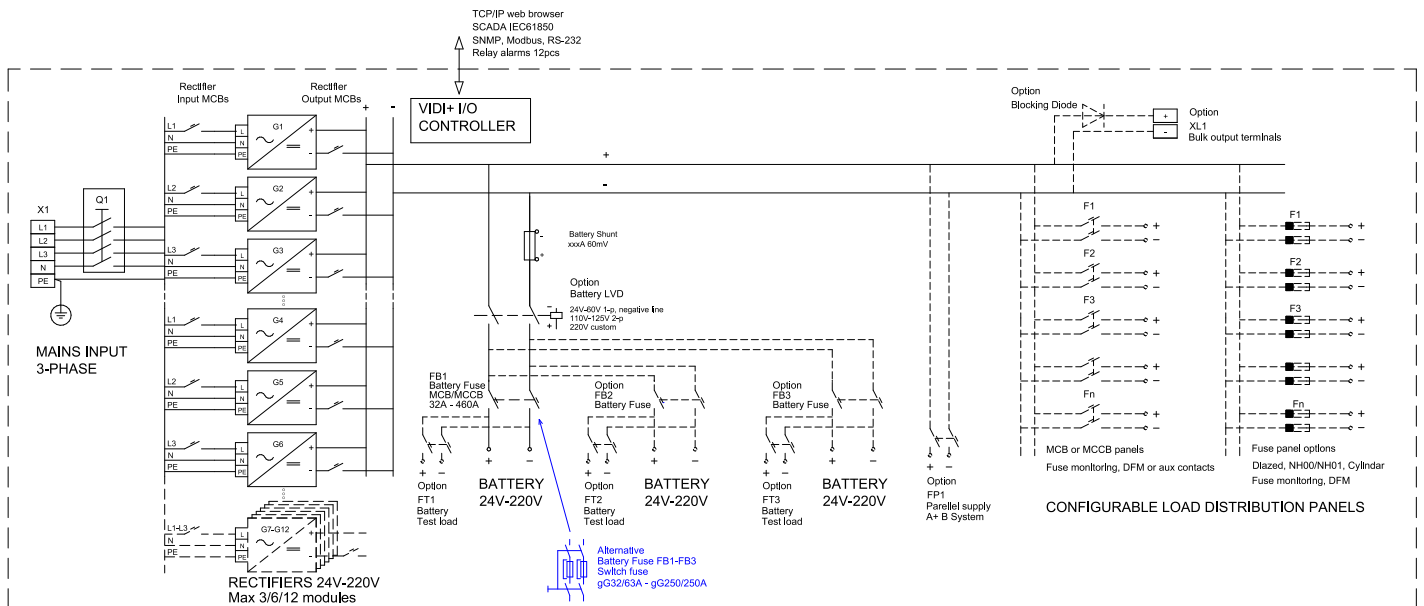 TCP/IP web browser
SCADA IEC61850
SNMP, Modbus, RS-232
Relay alarms 12pcs
VIDI+ I/O
CONTROLLER
Rectifier
Input MCBs
Rectifier
Output MCBs
+
-
X1
L1
L2
L3
N
PE
Q1
MAINS INPUT
3-PHASE
L1
N
PE
L
N
PE
G1
+
-
L2
N
PE
L
N
PE
G2
+
-
L3
N
PE
L
N
PE
G3
+
-
L1
N
PE
L
N
PE
G4
+
-
L2
N
PE
L
N
PE
G5
+
-
L3
N
PE
L
N
PE
G6
+
-
L1-L3
N
PE
L
N
PE
G7-G12
+
-
RECTIFIERS 24V-220V
Max 3/6/12 modules
+
-
Battery Shunt
xxxA 60mV
-
+
Option
Battery LVD
24V-60V 1-p, negative line
110V-125V 2-p
220V custom
-
+
FB1
Battery Fuse
MCB/MCCB
32A - 460A
Option
FB2
Battery Fuse
Option
FB3
Battery Fuse
+ -
Option
FT1
Battery
Test load
+ -
BATTERY
24V-220V
+ -
Option
FT2
Battery
Test load
+ -
BATTERY
24V-220V
+ -
Option
FT3
Battery
Test load
+ -
BATTERY
24V-220V
Alternative
Battery Fuse FB1-FB3
Switch fuse
gG32/63A - gG250/250A
+ -
Option
FP1
Parellel supply
A+ B System
Option
Blocking Diode
+
-
Option
XL1
Bulk output terminals
F1
+
-
F2
+
-
F3
+
-
+
-
Fn
+
-
MCB or MCCB panels
Fuse monitoring, DFM or aux contacts
F1
+
-
F2
+
-
F3
+
-
+
-
Fn
+
-
Fuse panel options
Diazed, NH00/NH01, Cylindar
Fuse monitoring, DFM
CONFIGURABLE LOAD DISTRIBUTION PANELS